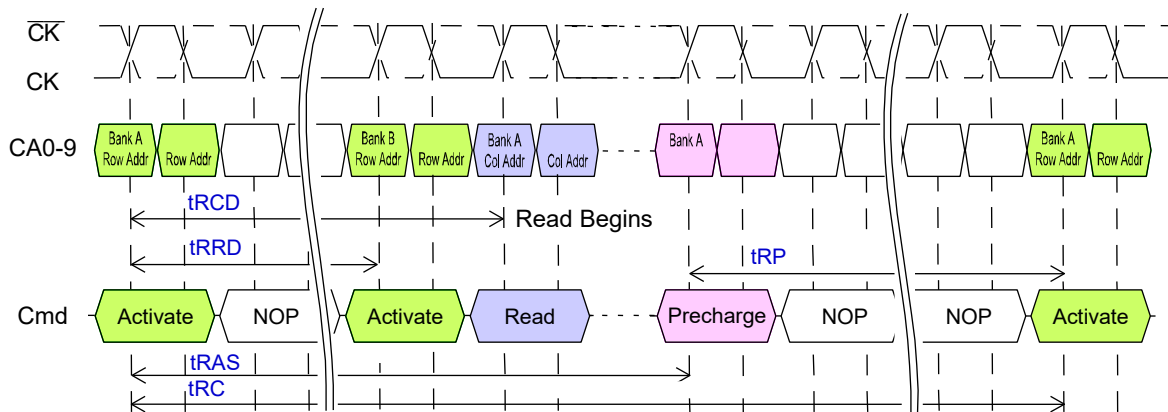 CK
CK
CA0-9
Bank A
Row Addr
Row Addr
Bank B
Row Addr
Row Addr
Bank A
Col Addr
Col Addr
Bank A
Bank A
Row Addr
Row Addr
tRCD
Read Begins
tRRD
tRP
Cmd
Activate
NOP
Activate
Read
Precharge
NOP
NOP
Activate
tRAS
tRC